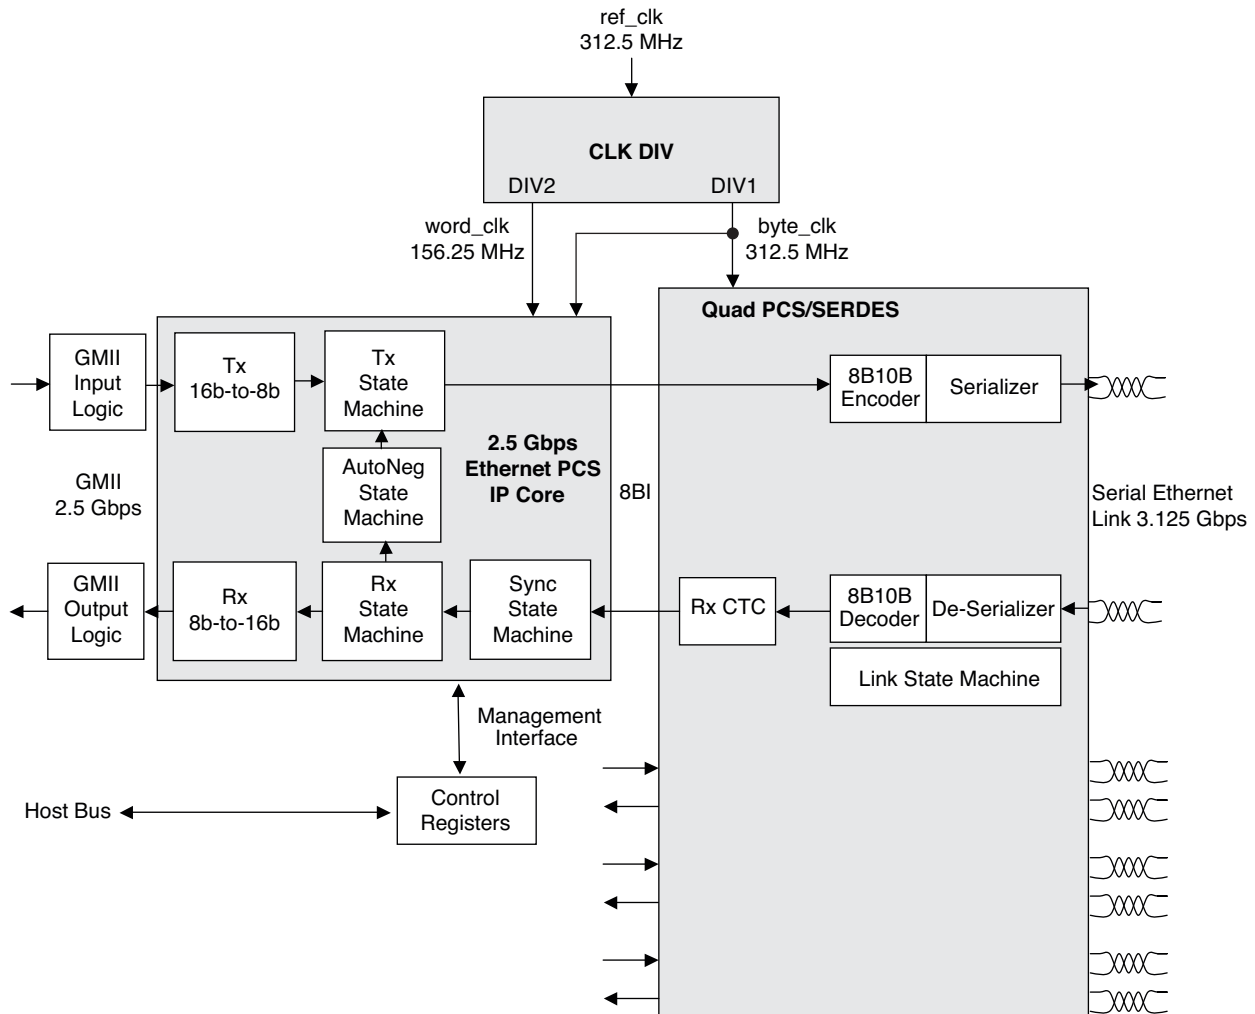 ref_clk
312.5 MHz
CLK DIV
DIV2
DIV1
word_clk
156.25 MHz
byte_clk
312.5 MHz
Quad PCS/SERDES
GMII
Input
Logic
Tx
16b-to-8b
Tx
State
Machine
8B10B
Encoder
Serializer
2.5 Gbps
Ethernet PCS
IP Core
AutoNeg
State
Machine
GMII
2.5 Gbps
8BI
Serial Ethernet
Link 3.125 Gbps
GMII
Output
Logic
Rx
8b-to-16b
Rx
State
Machine
Sync
State
Machine
Rx CTC
8B10B
Decoder
De-Serializer
Link State Machine
Management
Interface
Host Bus
Control
Registers